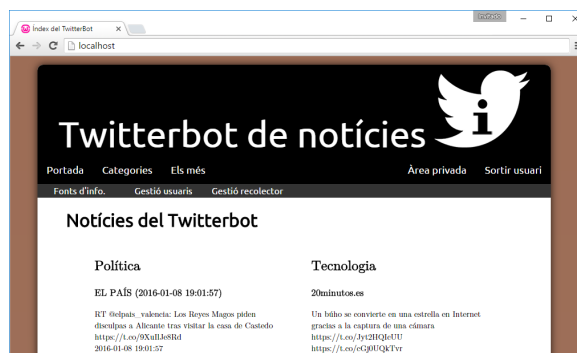 Invitado
Índex del TwitterBot
localhost
Twitterbot de notícies
Portada Categories Els més Àrea privada Sortir usuari
Fonts d'info. Gestió usuaris Gestió recolector
Notícies del Twitterbot
Política
EL PAÍS (2016-01-08 19:01:57)
RT @elpais_valencia: Los Reyes Magos piden
disculpas a Alicante tras visitar la casa de Castedo
https://t.co/9XuIlJe8Rd
2016-01-08 19:01:57
Tecnologia
20minutos.es
Un búho se convierte en una estrella en Internet
gracias a la captura de una cámara
https://t.co/Jyt2HQIeUU
https://t.co/eGj0UQkTvr